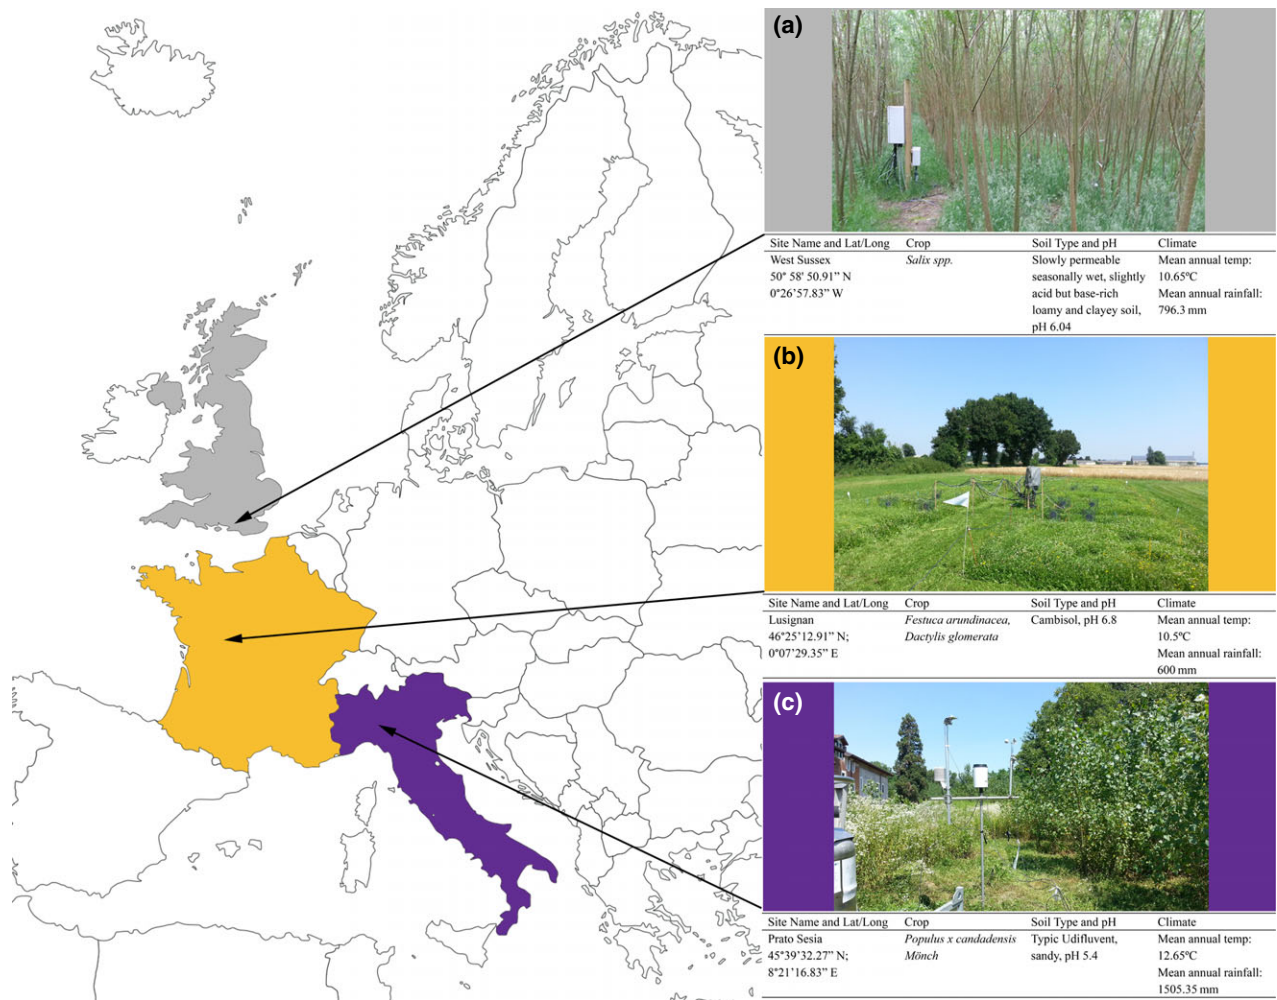 (a)
Site Name and Lat/Long Crop Soil Type and pH Climate
West Sussex Salix spp. Slowly permeable Mean annual temp:
50° 58' 50.91” N seasonally wet, slightly 10.65ºC
0°26’57.83” W acid but base-rich Mean annual rainfall:
loamy and clayey soil, 796.3 mm
pH 6.04
(b)
Site Name and Lat/Long Crop Soil Type and pH Climate
Lusignan Festuca arundinacea, Cambisol, pH 6.8 Mean annual temp:
46°25’12.91” N; Dactylis glomerata 10.5ºC
0°07’29.35” E Mean annual rainfall:
600 mm
(c)
Site Name and Lat/Long Crop Soil Type and pH Climate
Prato Sesia Populus x candadensis Typic Udifluvent, Mean annual temp:
45°39’32.27” N; Mönch sandy, pH 5.4 12.65ºC
8°21’16.83” E Mean annual rainfall:
1505.35 mm